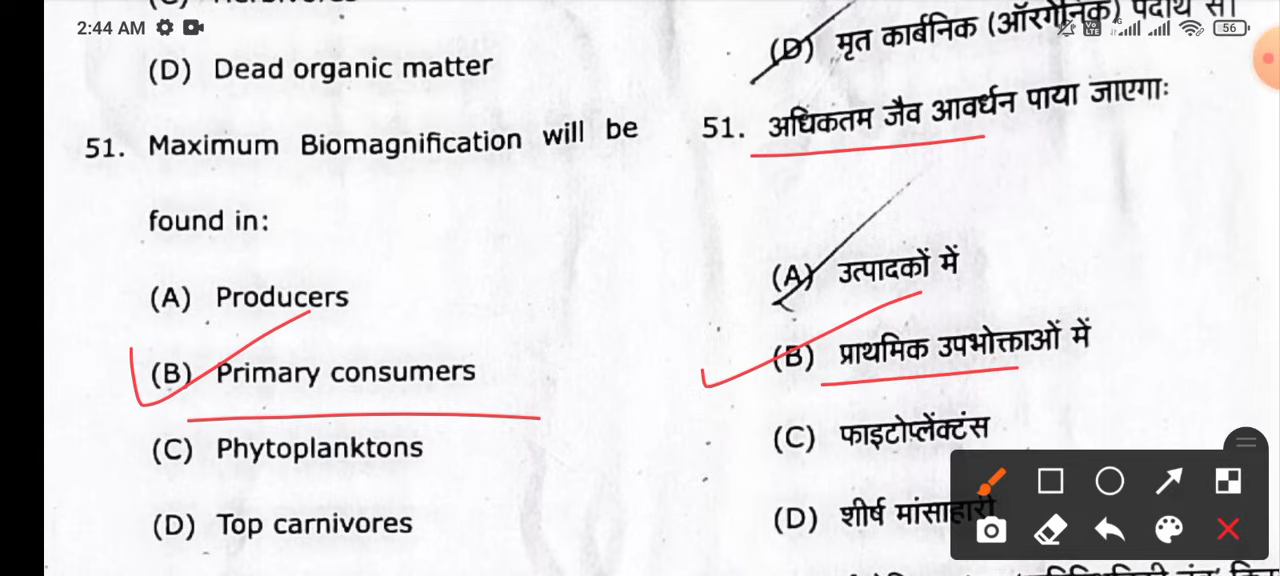 2:44 AM
56
(D) Dead organic matter
51. Maximum Biomagnification will be
found in:
(A) Producers
(B) Primary consumers
(C) Phytoplanktons
(D) Top carnivores
(D) मृत कार्बनिक (ऑरगैनिक) पदार्थ से।
51. अधिकतम जैव आवर्धन पाया जाएगाः
(A) उत्पादकों में
(B) प्राथमिक उपभोक्ताओं में
(C) फाइटोप्लेंक्टंस
(D) शीर्ष मांसाहारी